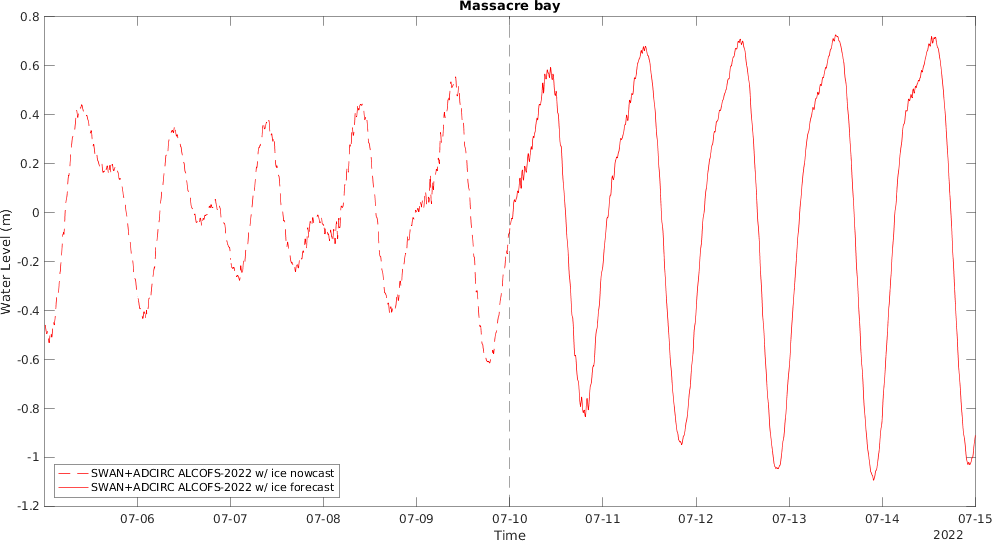 Massacre bay
Water Level (m)
0.8
0.6
0.4
0.2
0
-0.2
-0.4
-0.6
-0.8
-1
-1.2
SWAN+ADCIRC ALCOFS-2022 w/ ice nowcast
SWAN+ADCIRC ALCOFS-2022 w/ ice forecast
07-06 07-07 07-08 07-09 07-10 07-11 07-12 07-13 07-14 07-15
Time
2022